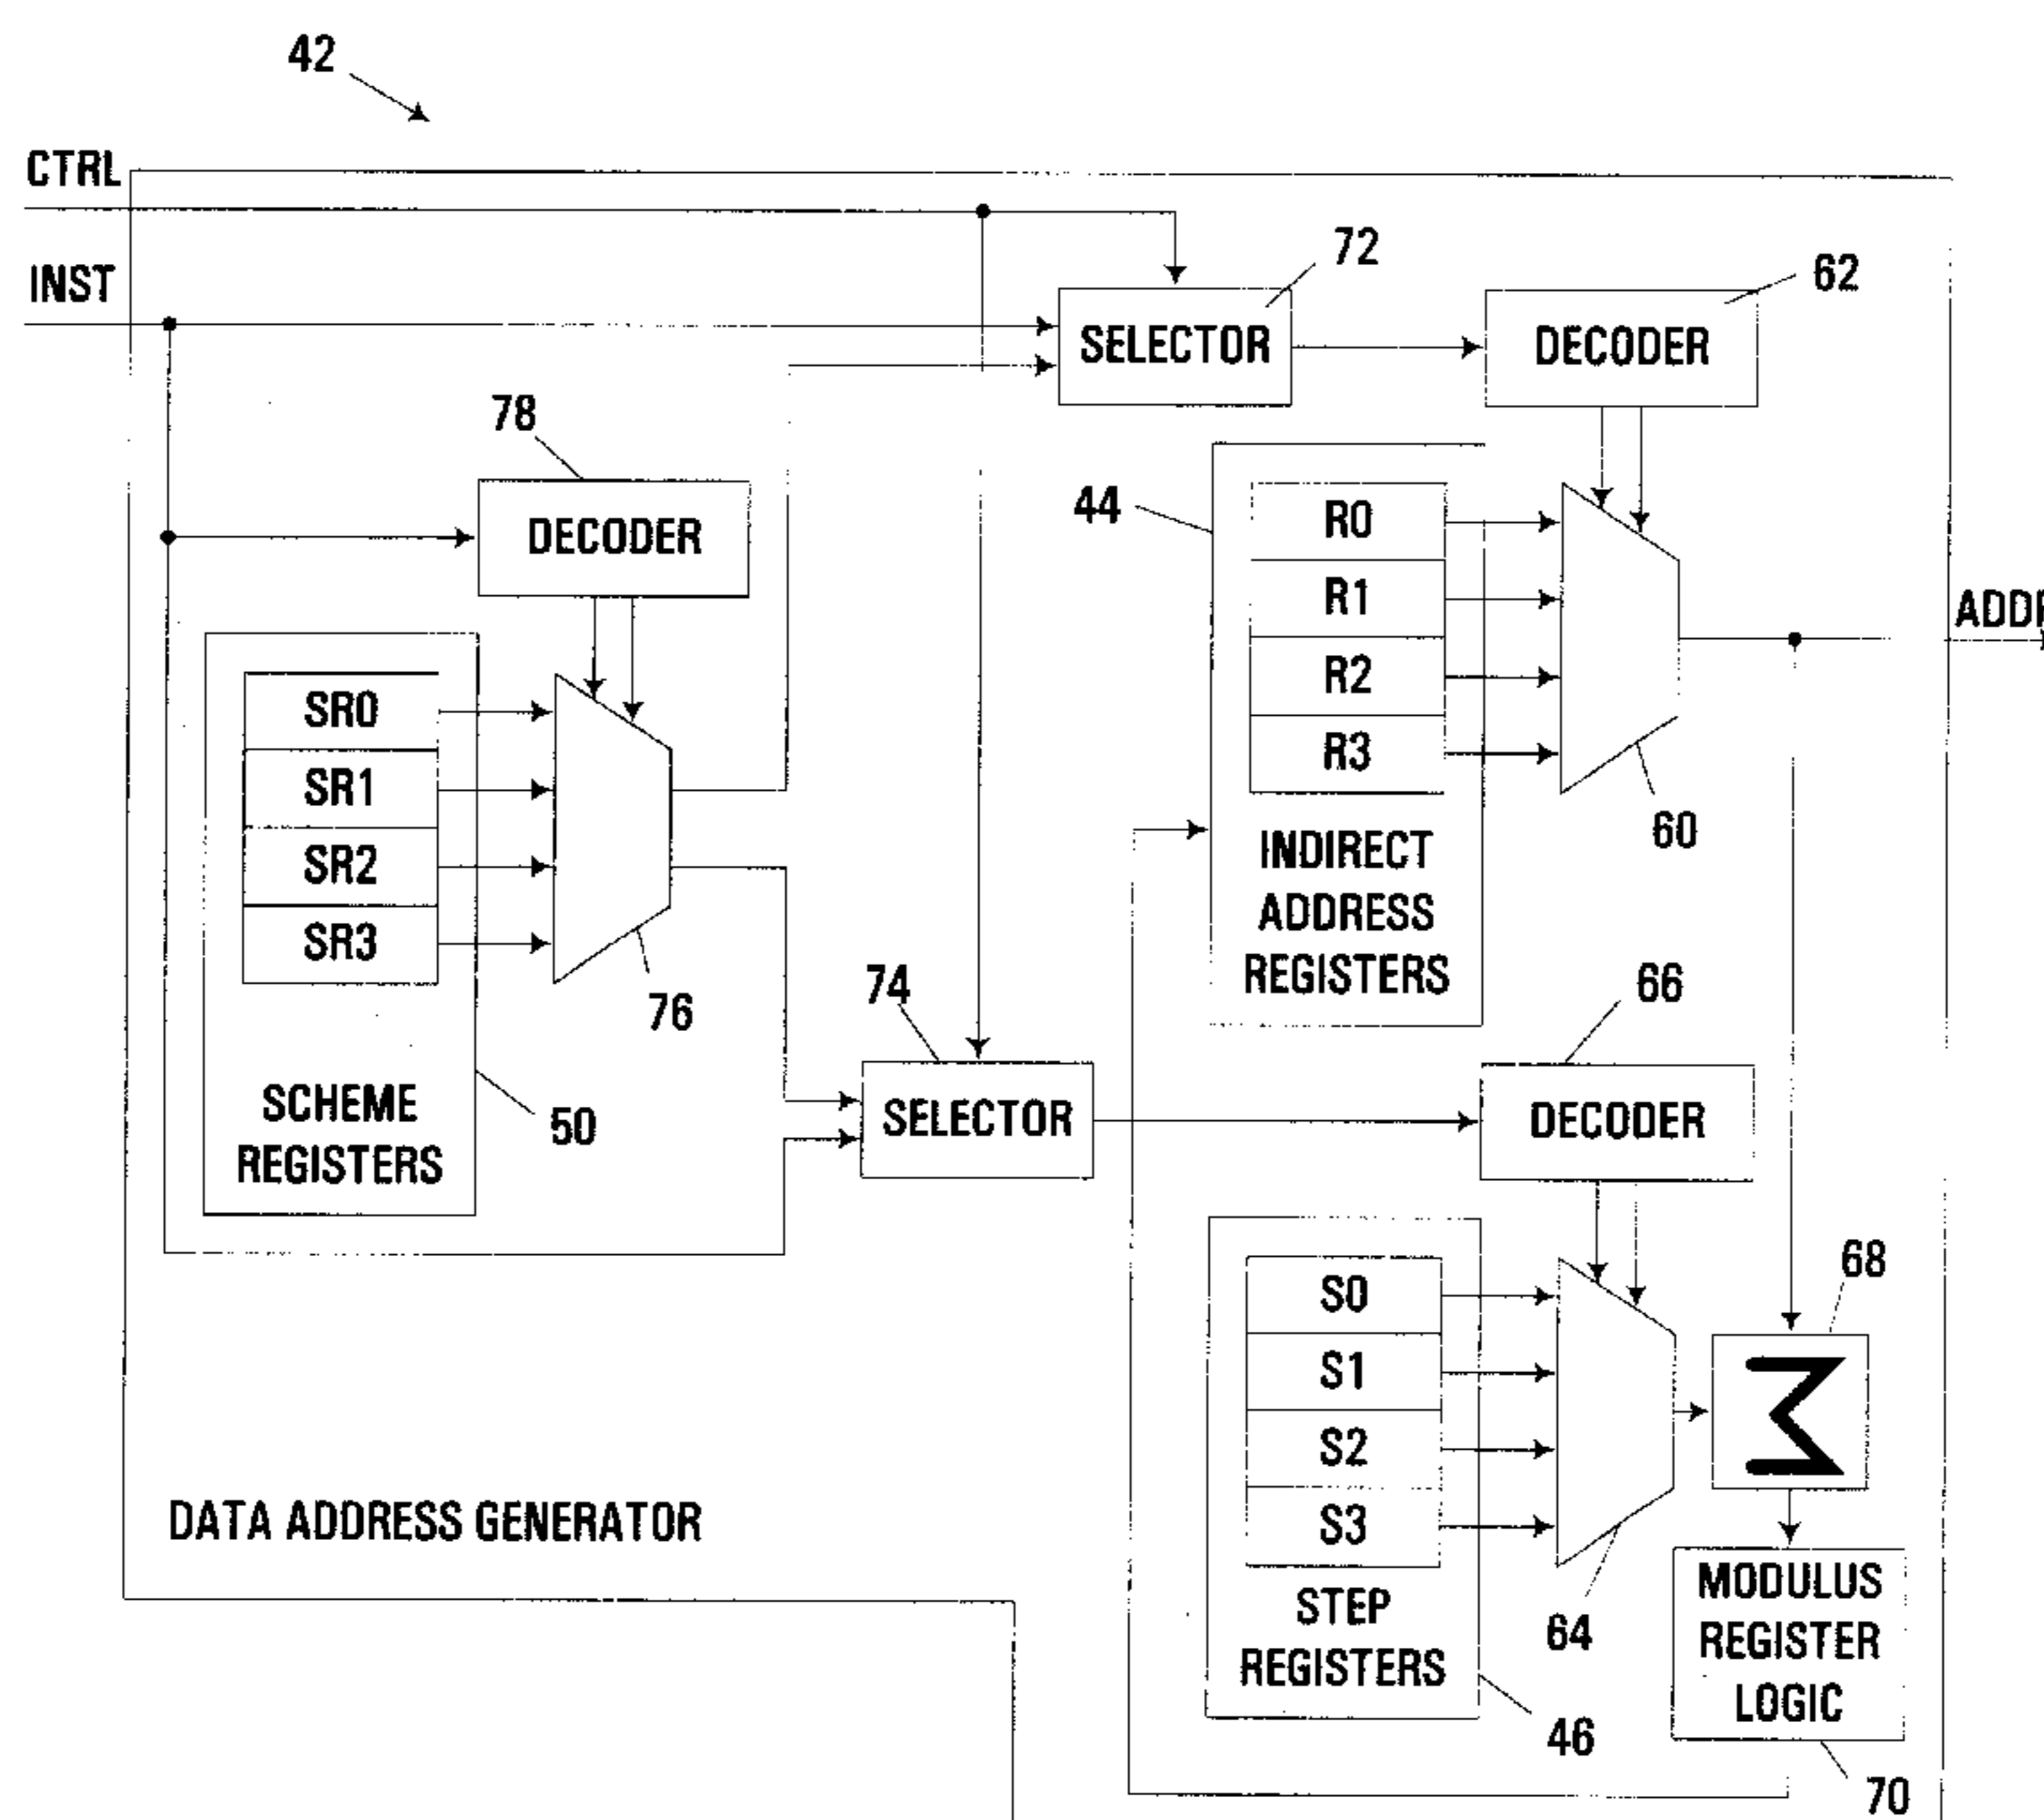 42
CTRL
INST
72
SELECTOR
62
DECODER
78
DECODER
44
R0
R1
R2
R3
60
INDIRECT
ADDRESS
REGISTERS
SR0
SR1
SR2
SR3
76
SCHEME
REGISTERS
50
74
SELECTOR
66
DECODER
S0
S1
S2
S3
64
STEP
REGISTERS
46
68
Σ
MODULUS
REGISTER
LOGIC
70
DATA ADDRESS GENERATOR